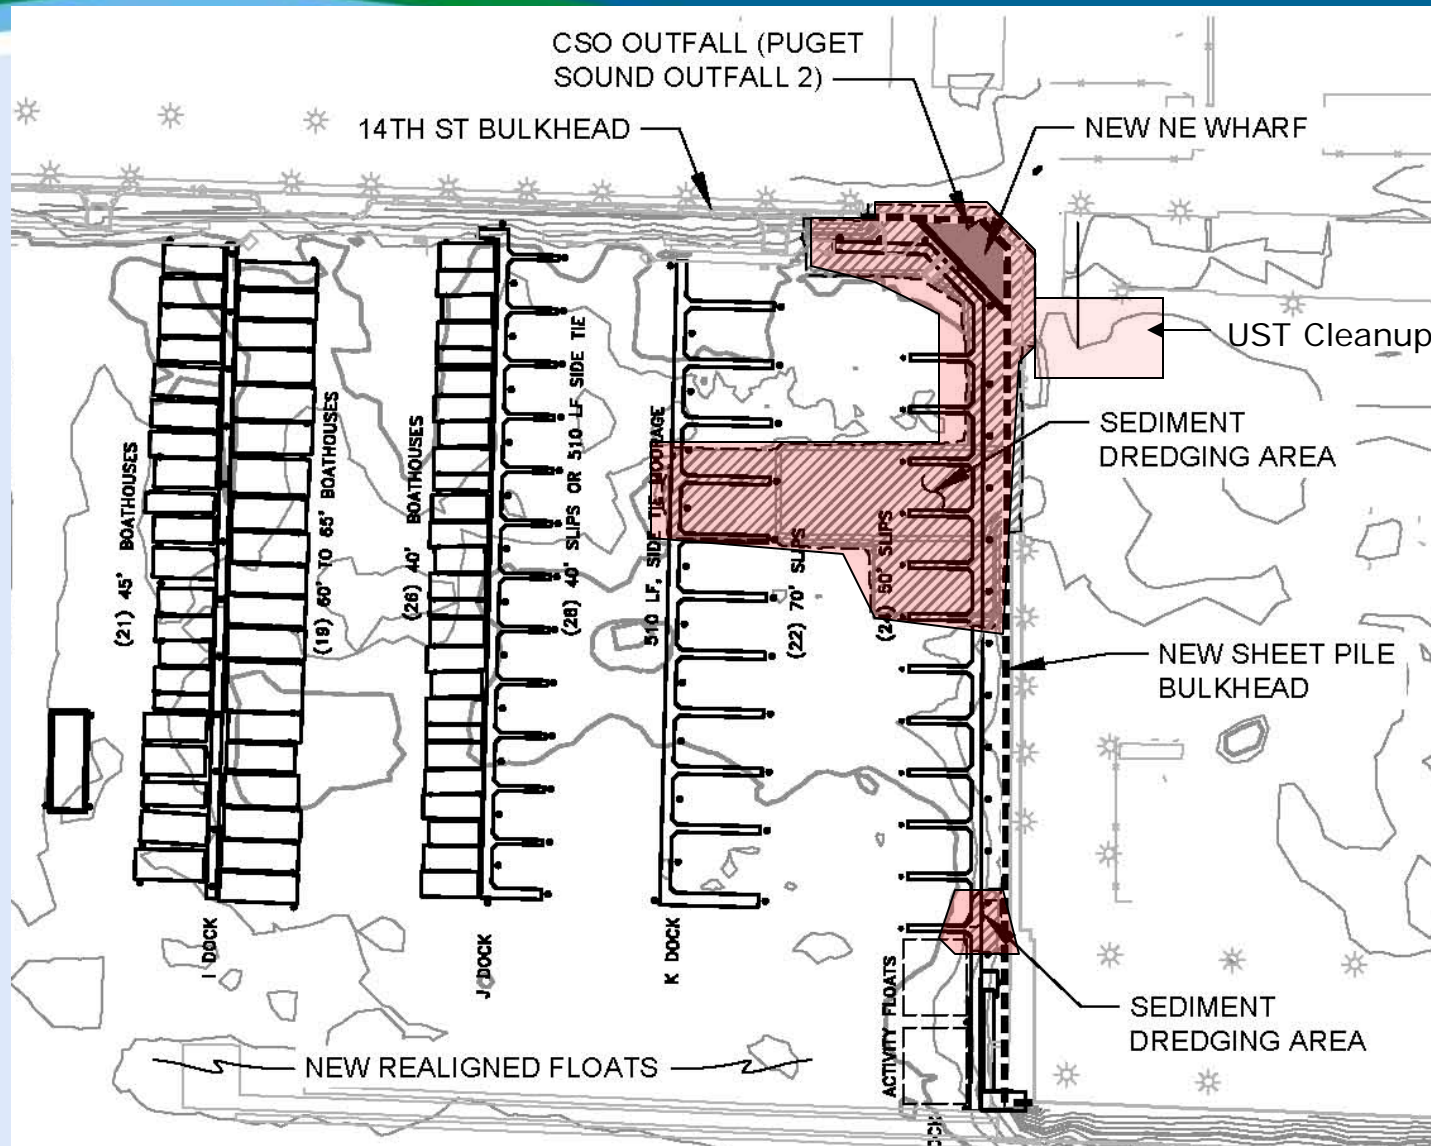 CSO OUTFALL (PUGET
SOUND OUTFALL 2)
14TH ST BULKHEAD
NEW NE WHARF
UST Cleanup
SEDIMENT
DREDGING AREA
(21) 45' BOATHOUSES
(19) 60' TO 65' BOATHOUSES
(26) 40' BOATHOUSES
(28) 40' SLIPS OR 510 LF SIDE TIE
510 LF, SIDE TIE MOORAGE
(22) 70' SLIPS
(24) 50' SLIPS
NEW SHEET PILE
BULKHEAD
I DOCK
J DOCK
K DOCK
ACTIVITY FLOATS
SEDIMENT
DREDGING AREA
NEW REALIGNED FLOATS